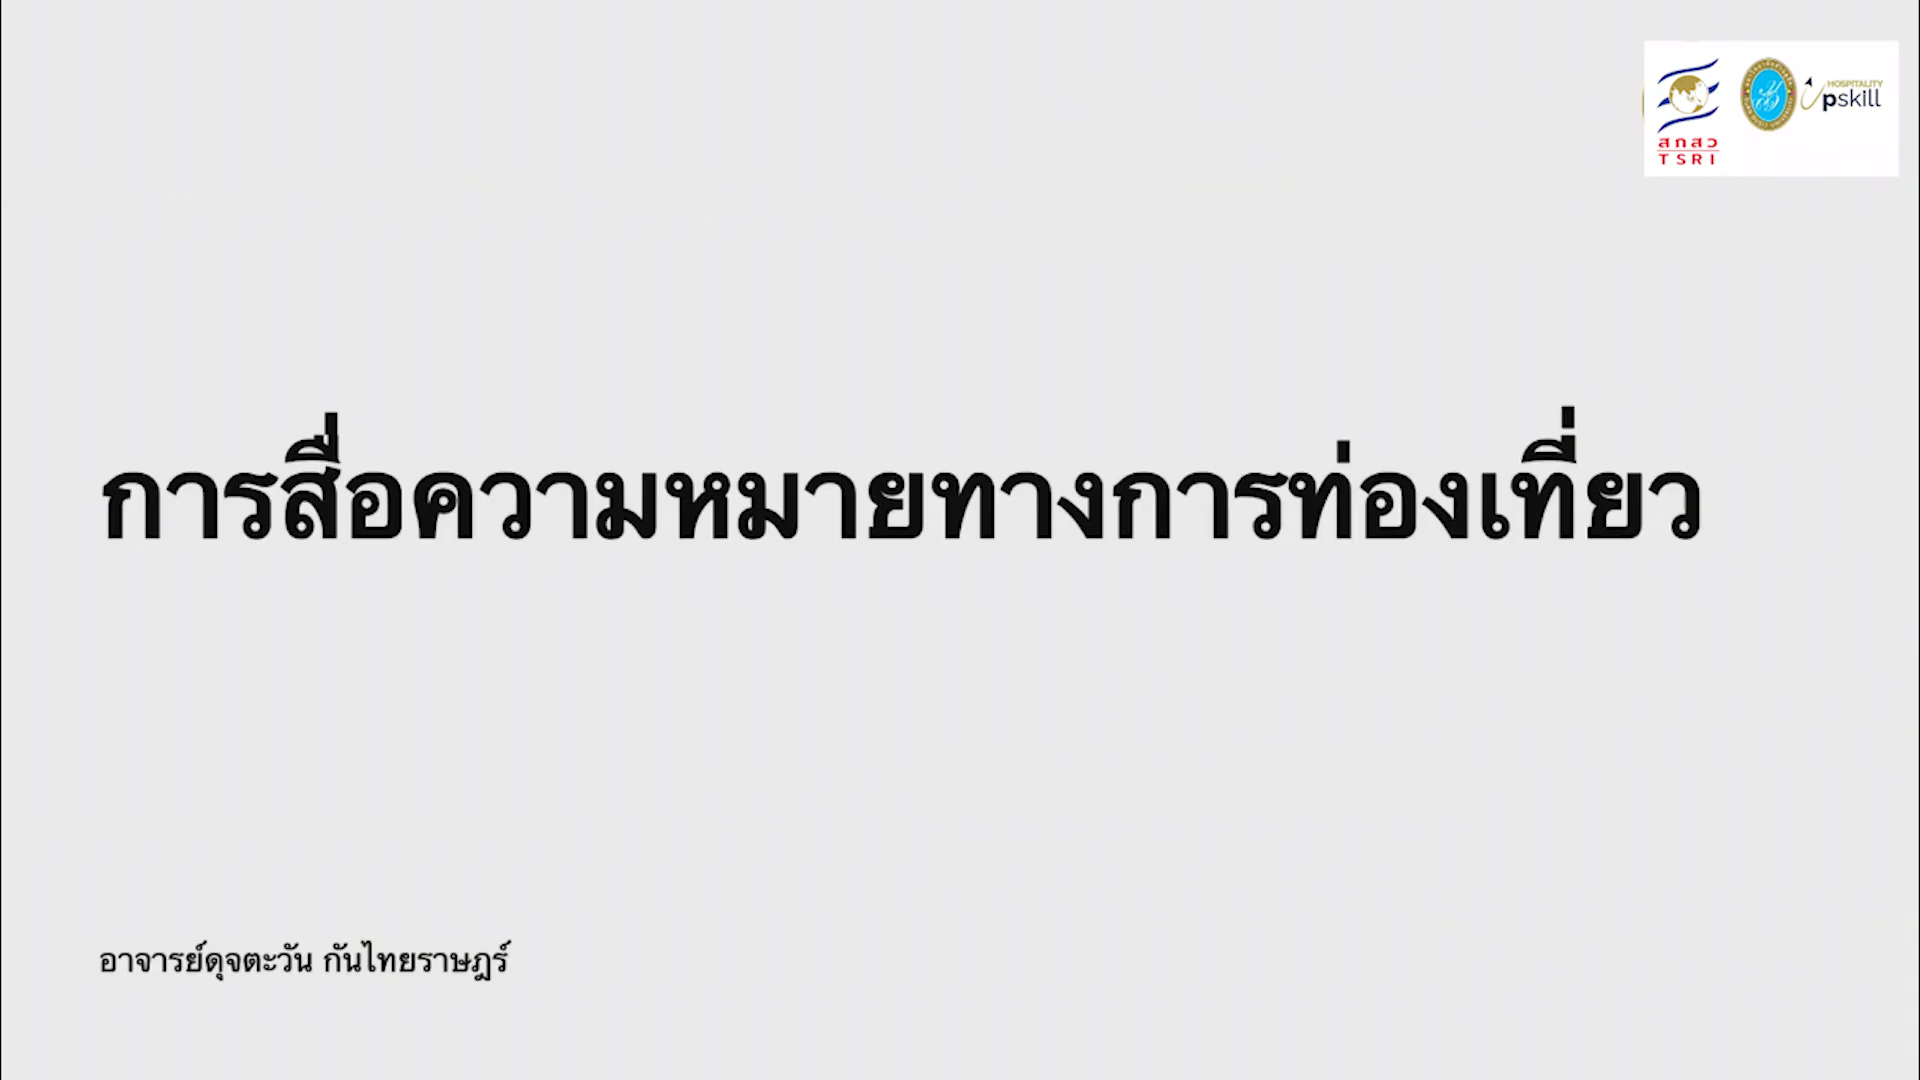 สกสว
TSRI
HOSPITALITY
upskill
การสื่อความหมายทางการท่องเที่ยว
อาจารย์ดุจตะวัน กันไทยราษฎร์